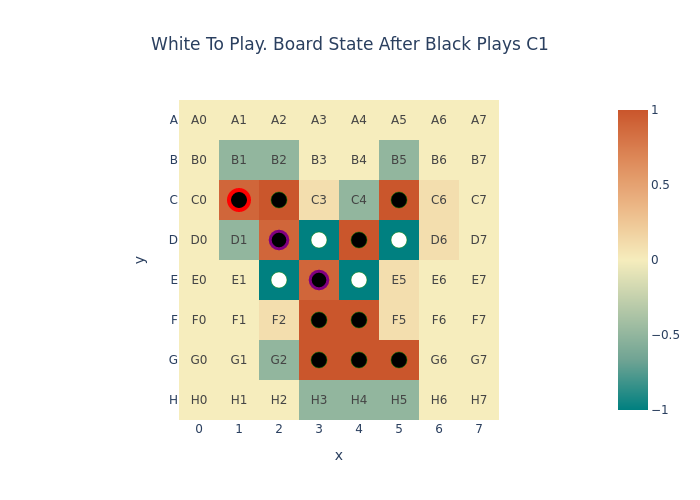 White To Play. Board State After Black Plays C1
A A0 A1 A2 A3 A4 A5 A6 A7
B B0 B1 B2 B3 B4 B5 B6 B7
C C0 C3 C4 C6 C7
D D0 D1 D6 D7
E E0 E1 E5 E6 E7
F F0 F1 F2 F5 F6 F7
G G0 G1 G2 G6 G7
H H0 H1 H2 H3 H4 H5 H6 H7
0 1 2 3 4 5 6 7
x
y
1
0.5
0
−0.5
−1